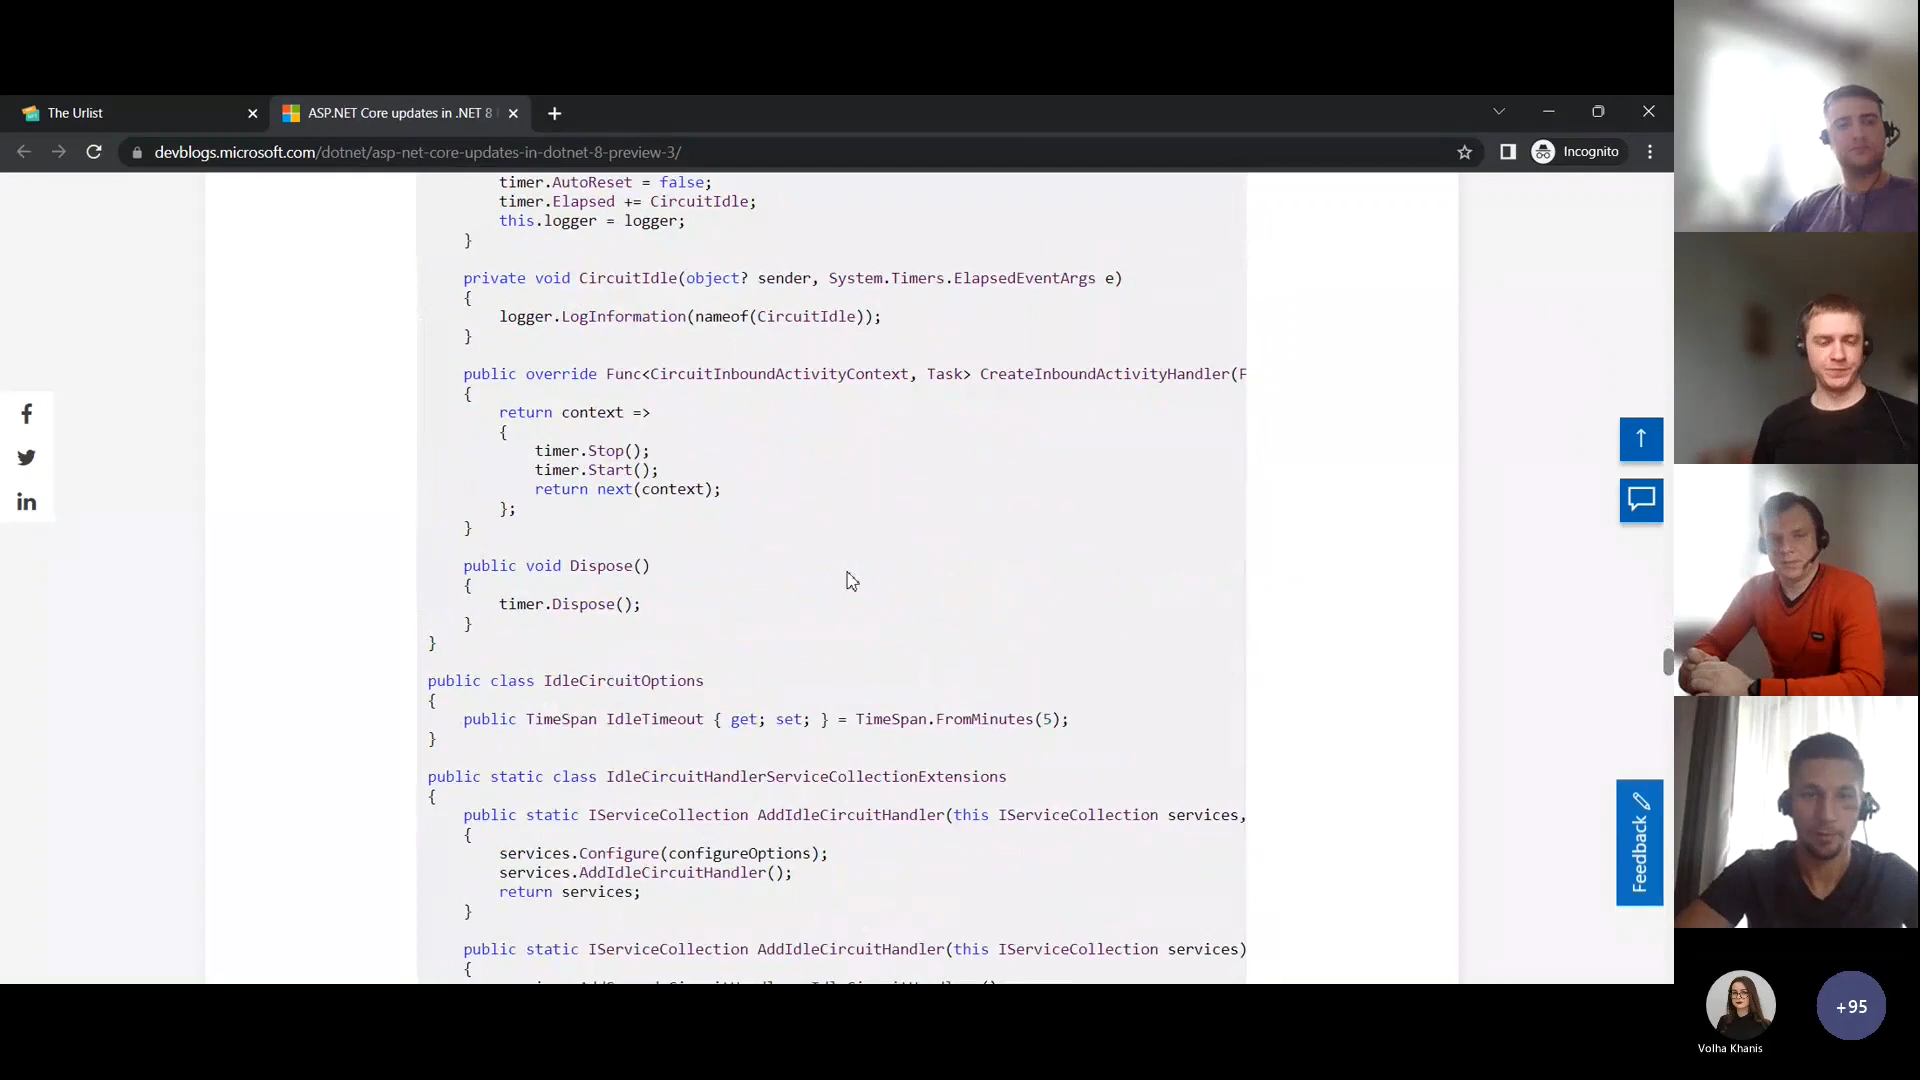 The Urlist
ASP.NET Core updates in .NET 8
devblogs.microsoft.com/dotnet/asp-net-core-updates-in-dotnet-8-preview-3/
Incognito
timer.AutoReset = false;
timer.Elapsed += CircuitIdle;
this.logger = logger;
}
private void CircuitIdle(object? sender, System.Timers.ElapsedEventArgs e)
{
logger.LogInformation(nameof(CircuitIdle));
}
public override Func<CircuitInboundActivityContext, Task> CreateInboundActivityHandler(F
{
return context =>
{
timer.Stop();
timer.Start();
return next(context);
};
}
public void Dispose()
{
timer.Dispose();
}
}
public class IdleCircuitOptions
{
public TimeSpan IdleTimeout { get; set; } = TimeSpan.FromMinutes(5);
}
public static class IdleCircuitHandlerServiceCollectionExtensions
{
public static IServiceCollection AddIdleCircuitHandler(this IServiceCollection services,
{
services.Configure(configureOptions);
services.AddIdleCircuitHandler();
return services;
}
public static IServiceCollection AddIdleCircuitHandler(this IServiceCollection services)
{
Feedback
Volha Khanis
+95